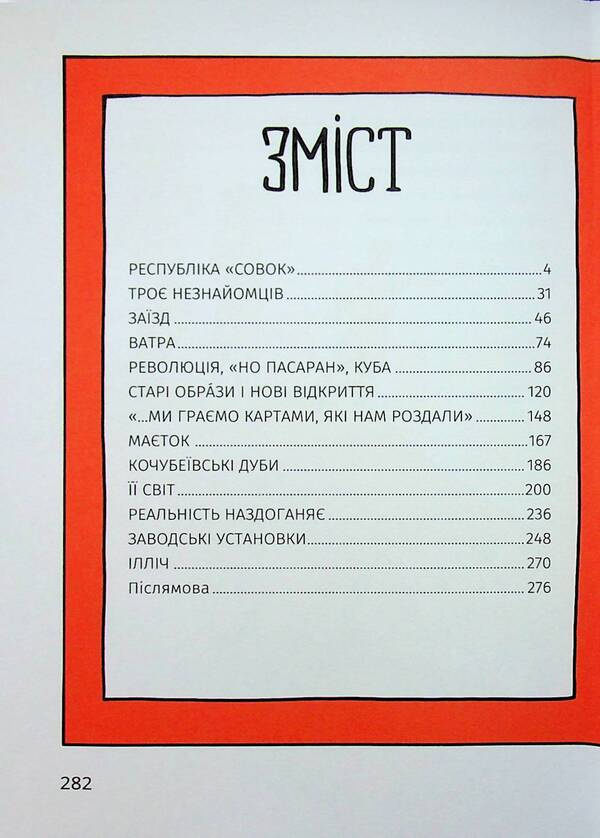 ЗМІСТ
РЕСПУБЛІКА «СОВОК»..........4
ТРОЄ НЕЗНАЙОМЦІВ..........31
ЗАЇЗД..........46
ВАТРА..........74
РЕВОЛЮЦІЯ, «НО ПАСАРАН», КУБА..........86
СТАРІ ОБРА́ЗИ І НОВІ ВІДКРИТТЯ..........120
«...МИ ГРАЄМО КАРТАМИ, ЯКІ НАМ РОЗДАЛИ»..........148
МАЄТОК..........167
КОЧУБЕЇВСЬКІ ДУБИ..........186
ЇЇ СВІТ..........200
РЕАЛЬНІСТЬ НАЗДОГАНЯЄ..........236
ЗАВОДСЬКІ УСТАНОВКИ..........248
ІЛЛІЧ..........270
Післямова..........276
282